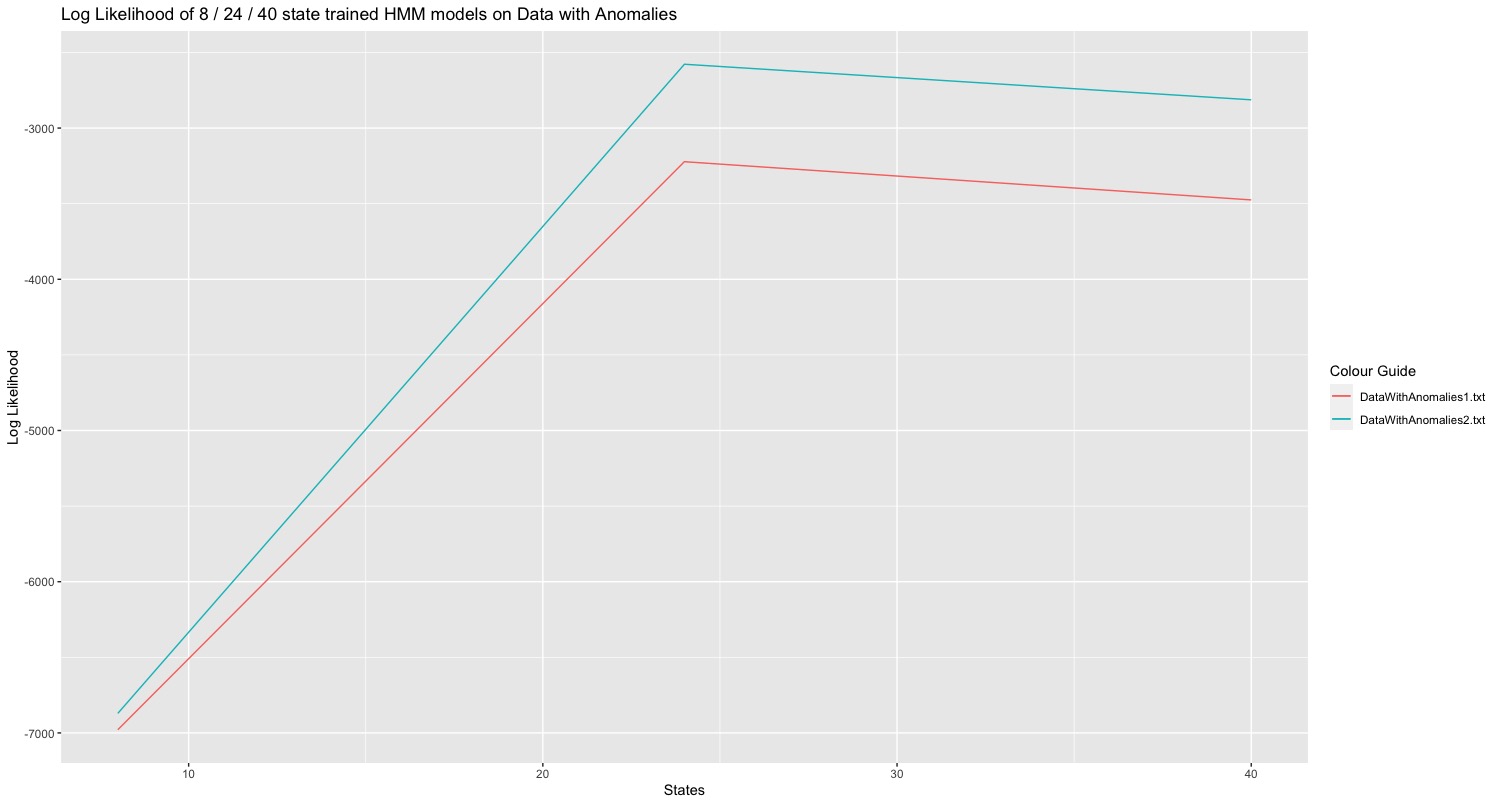 Log Likelihood of 8 / 24 / 40 state trained HMM models on Data with Anomalies
Log Likelihood
-3000
-4000
-5000
-6000
-7000
10
20
30
40
States
Colour Guide
DataWithAnomalies1.txt
DataWithAnomalies2.txt